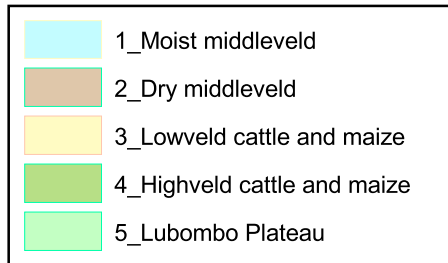 1_Moist middleveld
2_Dry middleveld
3_Lowveld cattle and maize
4_Highveld cattle and maize
5_Lubombo Plateau